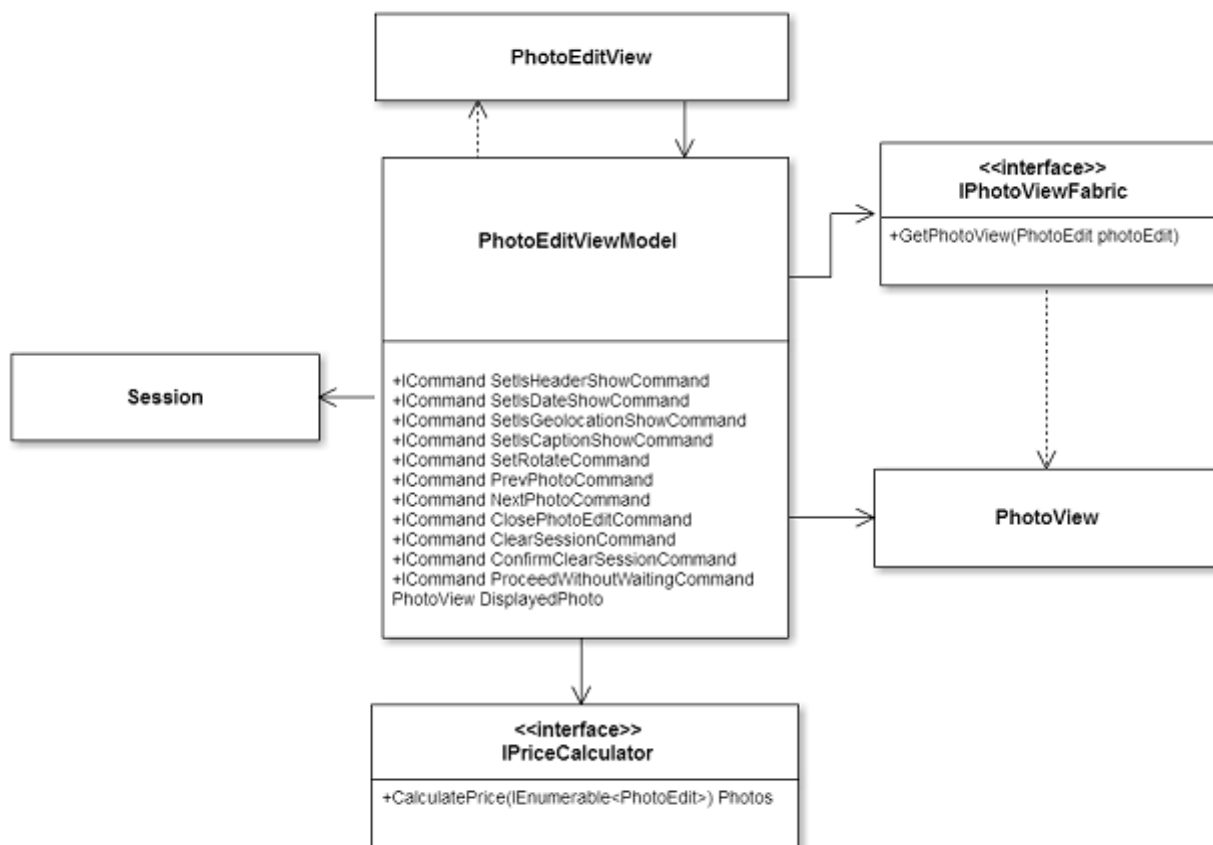 PhotoEditView
<<interface>>
IPhotoViewFabric
+GetPhotoView(PhotoEdit photoEdit)
PhotoEditViewModel
+ICommand SetIsHeaderShowCommand
+ICommand SetIsDateShowCommand
+ICommand SetIsGeolocationShowCommand
+ICommand SetIsCaptionShowCommand
+ICommand SetRotateCommand
+ICommand PrevPhotoCommand
+ICommand NextPhotoCommand
+ICommand ClosePhotoEditCommand
+ICommand ClearSessionCommand
+ICommand ConfirmClearSessionCommand
+ICommand ProceedWithoutWaitingCommand
PhotoView DisplayedPhoto
Session
PhotoView
<<interface>>
IPriceCalculator
+CalculatePrice(IEnumerable<PhotoEdit>) Photos